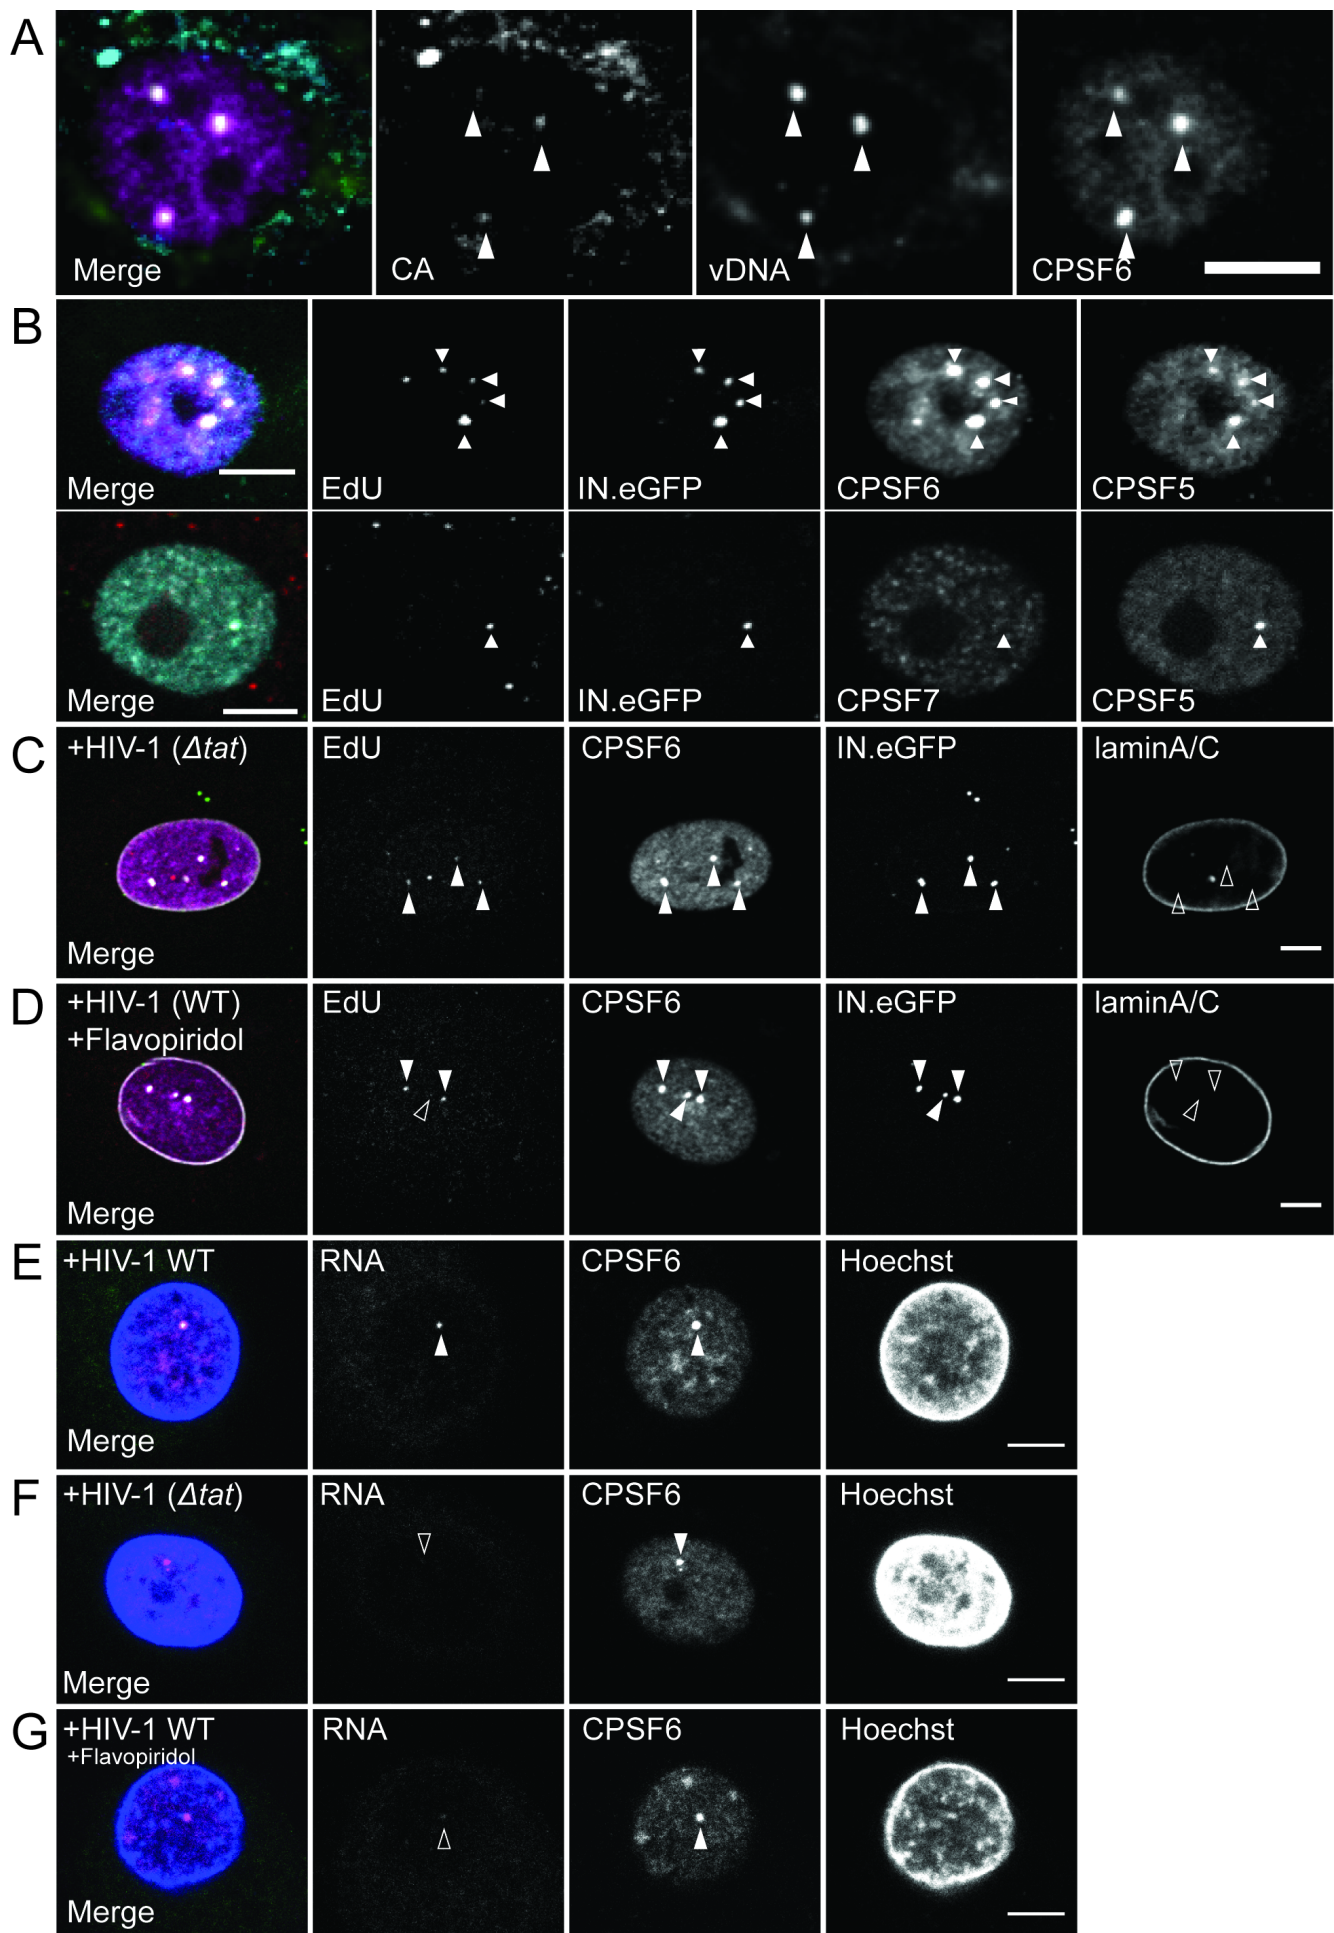 A
Merge
CA
vDNA
CPSF6
B
Merge
EdU
IN.eGFP
CPSF6
CPSF5
Merge
EdU
IN.eGFP
CPSF7
CPSF5
C
+HIV-1 (Δtat)
EdU
CPSF6
IN.eGFP
laminA/C
Merge
D
+HIV-1 (WT)
+Flavopiridol
EdU
CPSF6
IN.eGFP
laminA/C
Merge
E
+HIV-1 WT
RNA
CPSF6
Hoechst
Merge
F
+HIV-1 (Δtat)
RNA
CPSF6
Hoechst
Merge
G
+HIV-1 WT
+Flavopiridol
RNA
CPSF6
Hoechst
Merge